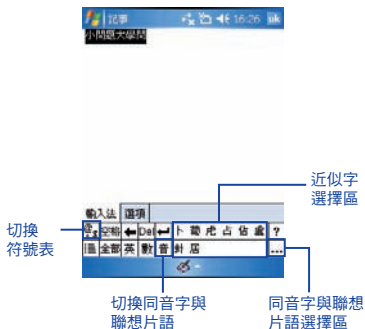 記事 16:26 ok
小問題大學問
輸入法 選項
空格 Del 卜 葡 虍 占 佔 處 ?
全部 英 數 音 卦 居 ...
近似字
選擇區
切換
符號表
切換同音字與
聯想片語
同音字與聯想
片語選擇區